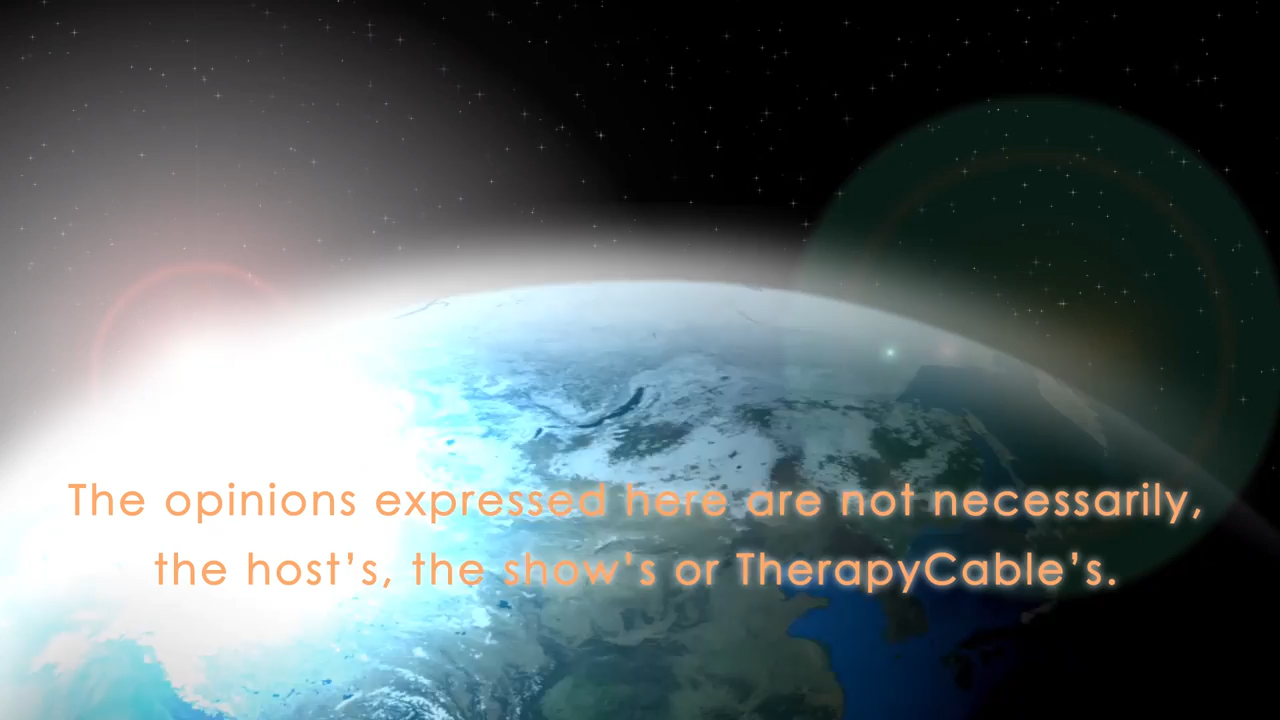 The opinions expressed here are not necessarily,
the host’s, the show’s or TherapyCable’s.